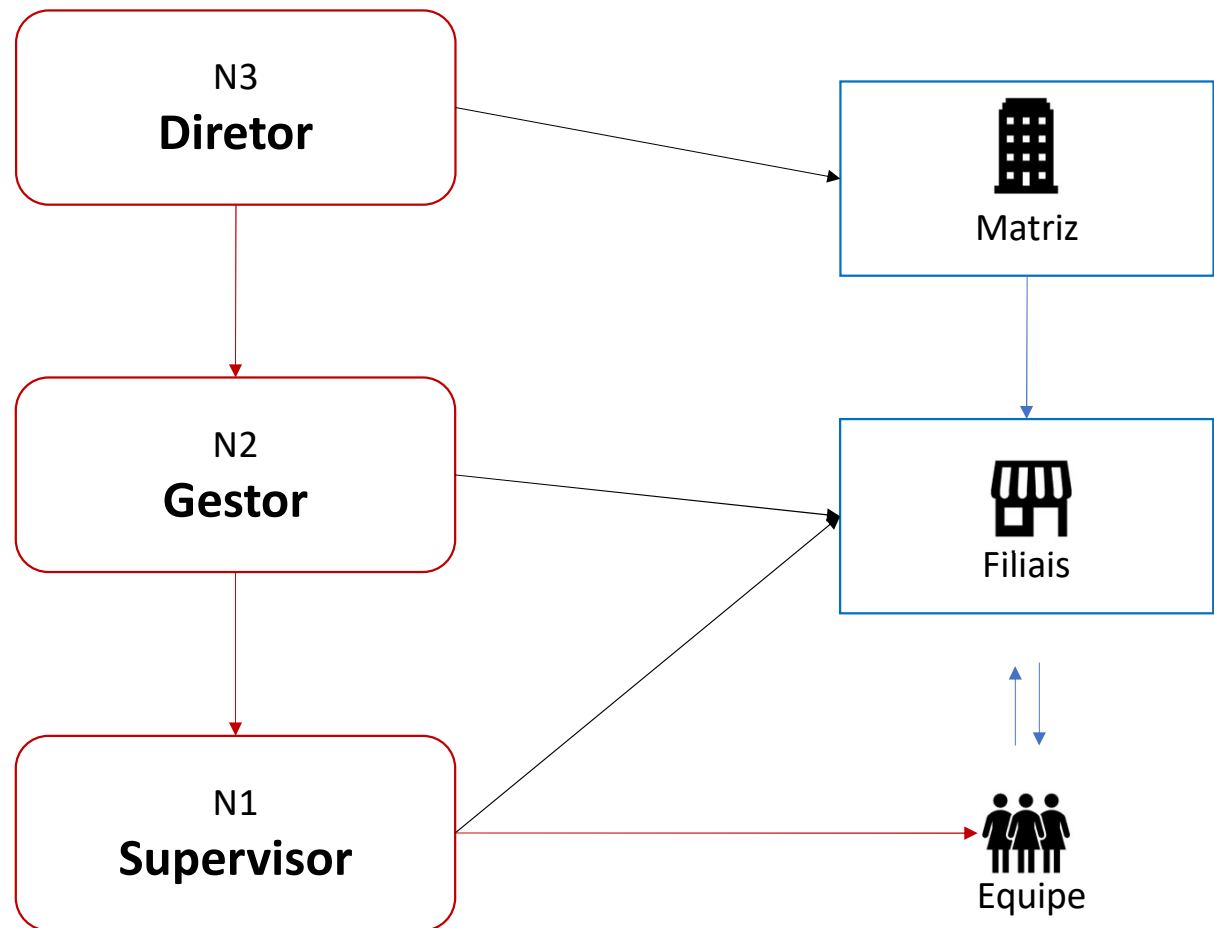 N3
Diretor
Matriz
N2
Gestor
Filiais
N1
Supervisor
Equipe